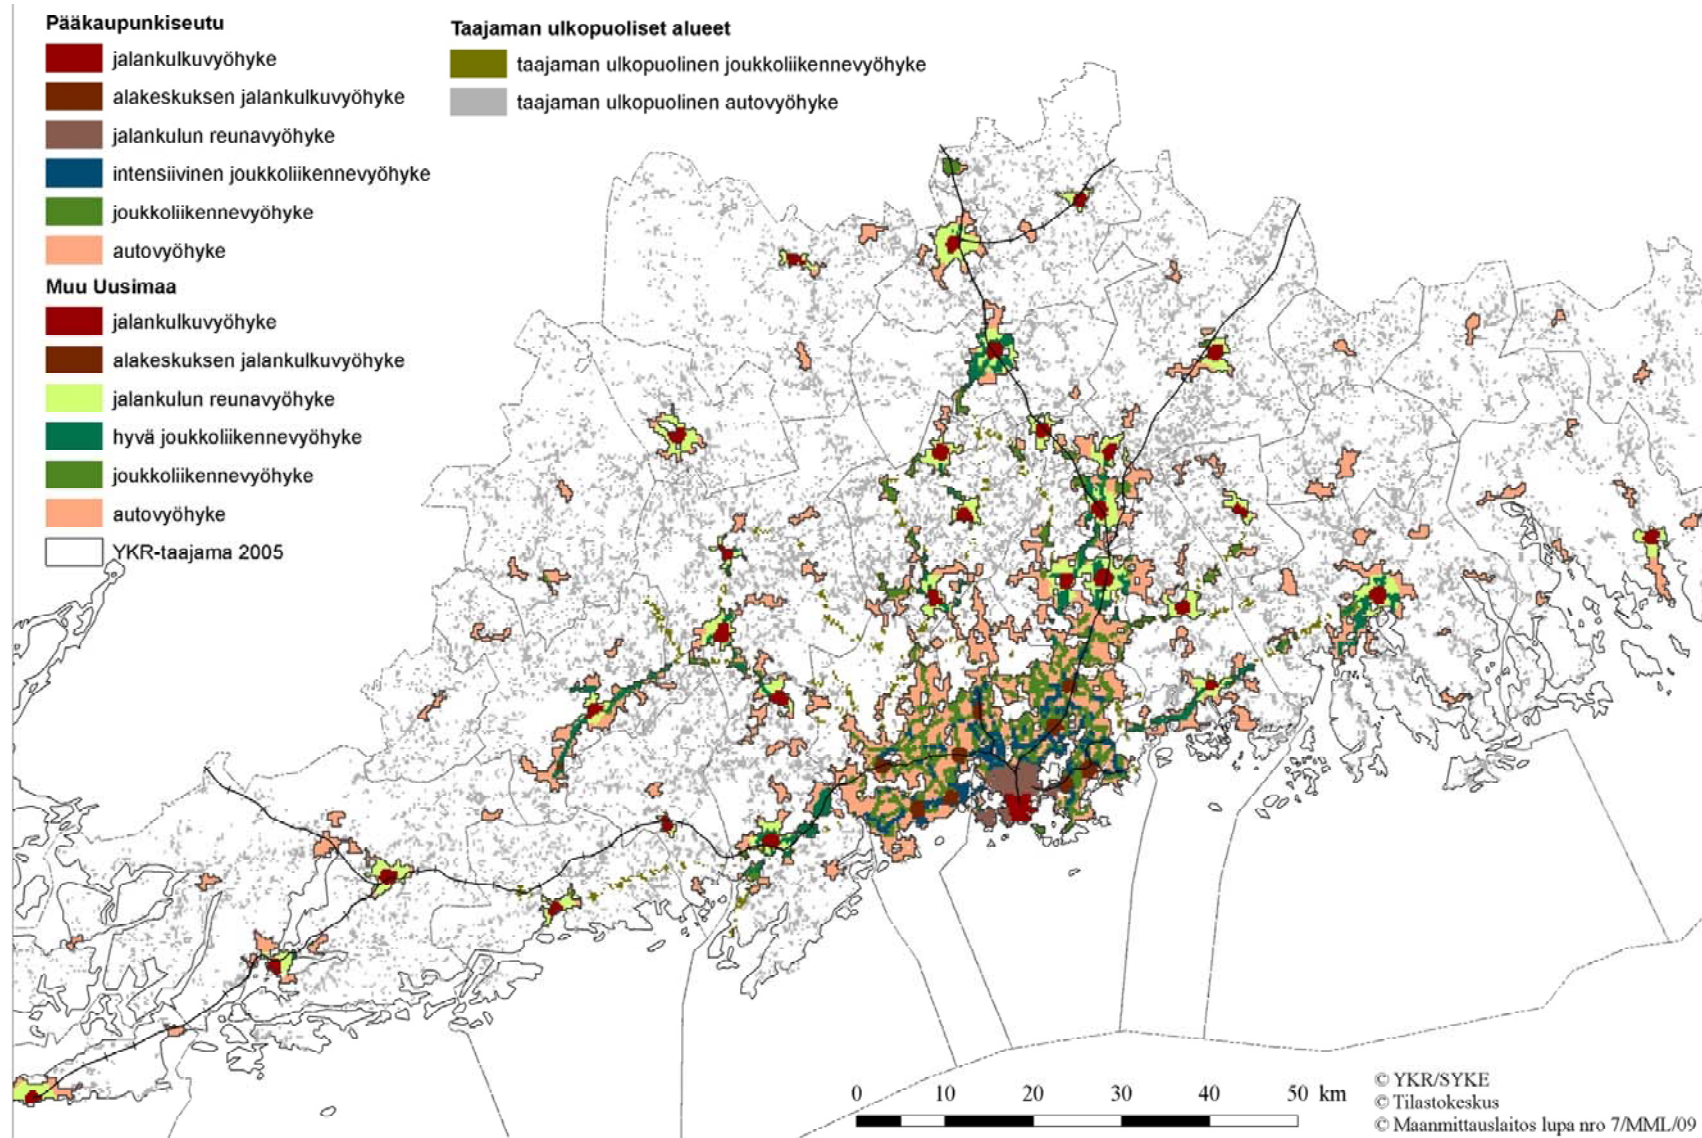 Pääkaupunkiseutu
jalankulkuvyöhyke
alakeskuksen jalankulkuvyöhyke
jalankulun reunavyöhyke
intensiivinen joukkoliikennevyöhyke
joukkoliikennevyöhyke
autovyöhyke
Muu Uusimaa
jalankulkuvyöhyke
alakeskuksen jalankulkuvyöhyke
jalankulun reunavyöhyke
hyvä joukkoliikennevyöhyke
joukkoliikennevyöhyke
autovyöhyke
YKR-taajama 2005
Taajaman ulkopuoliset alueet
taajaman ulkopuolinen joukkoliikennevyöhyke
taajaman ulkopuolinen autovyöhyke
0 10 20 30 40 50 km
© YKR/SYKE
© Tilastokeskus
© Maanmittauslaitos lupa nro 7/MML/09